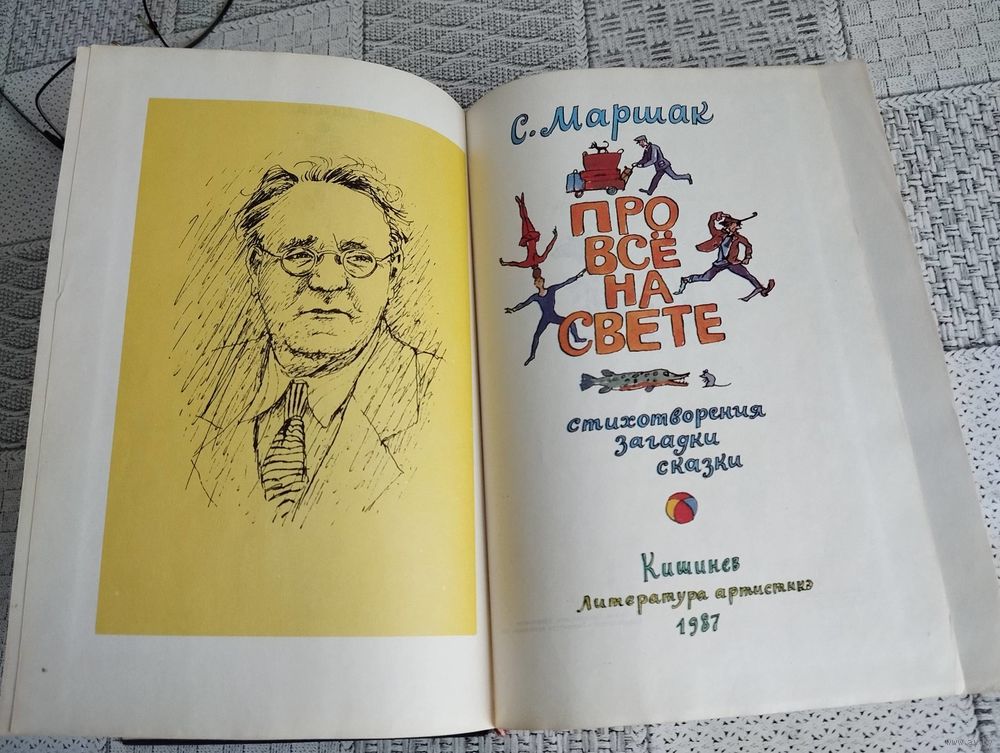 С. Маршак
ПРО
ВСЁ
НА
СВЕТЕ
стихотворения
загадки
сказки
Кишинев
Литература артистикэ
1987